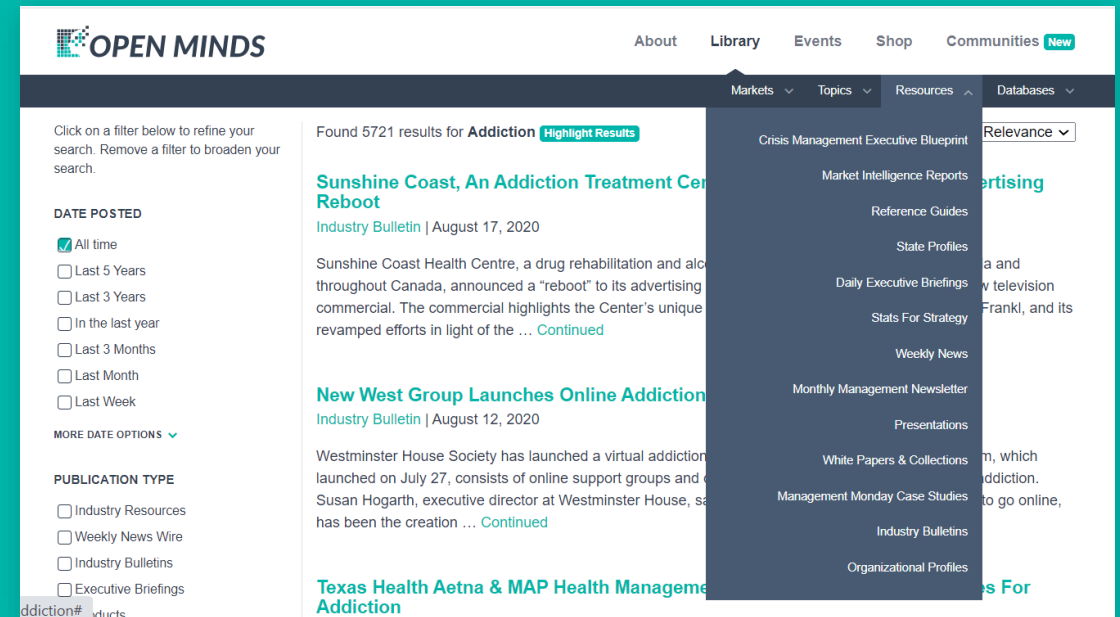 OPEN MINDS
About Library Events Shop Communities New
Markets Topics Resources Databases
Click on a filter below to refine your
search. Remove a filter to broaden your
search.
DATE POSTED
All time
Last 5 Years
Last 3 Years
In the last year
Last 3 Months
Last Month
Last Week
MORE DATE OPTIONS
PUBLICATION TYPE
Industry Resources
Weekly News Wire
Industry Bulletins
Executive Briefings
ddiction#
Found 5721 results for Addiction Highlight Results
Relevance
Sunshine Coast, An Addiction Treatment Cer ertising
Reboot
Industry Bulletin | August 17, 2020
Sunshine Coast Health Centre, a drug rehabilitation and alco a and
throughout Canada, announced a “reboot” to its advertising television
commercial. The commercial highlights the Center’s unique Frankl, and its
revamped efforts in light of the … Continued
New West Group Launches Online Addiction
Industry Bulletin | August 12, 2020
Westminster House Society has launched a virtual addiction m, which
launched on July 27, consists of online support groups and addiction.
Susan Hogarth, executive director at Westminster House, sa to go online,
has been the creation … Continued
Texas Health Aetna & MAP Health Manageme es For
Addiction
Crisis Management Executive Blueprint
Market Intelligence Reports
Reference Guides
State Profiles
Daily Executive Briefings
Stats For Strategy
Weekly News
Monthly Management Newsletter
Presentations
White Papers & Collections
Management Monday Case Studies
Industry Bulletins
Organizational Profiles